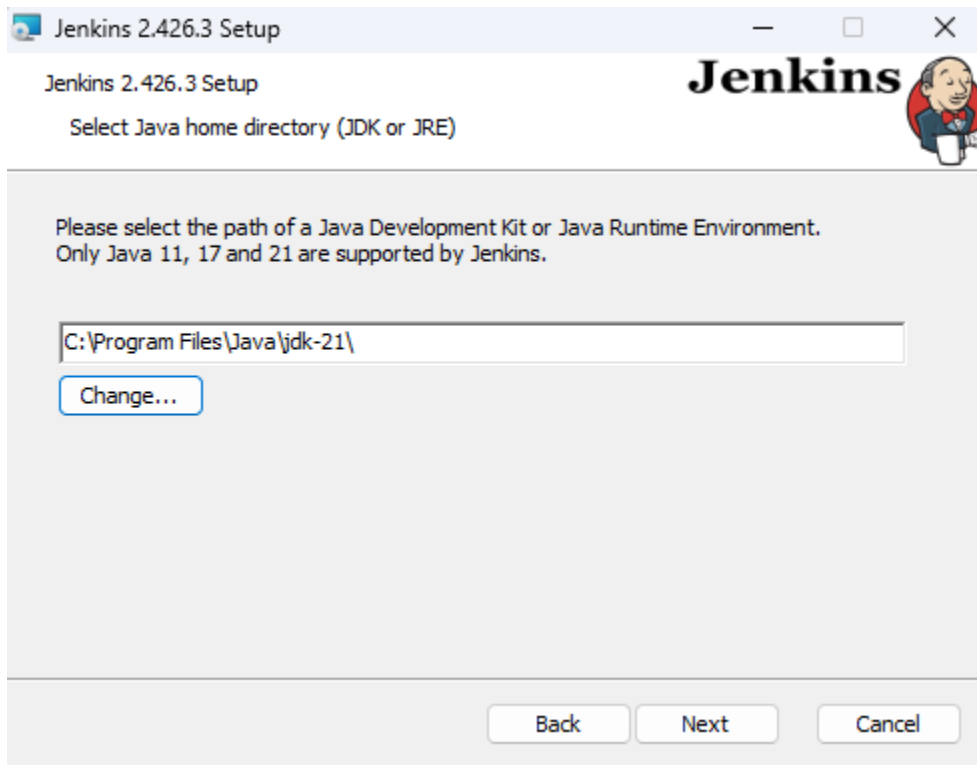 Jenkins 2.426.3 Setup
Jenkins 2.426.3 Setup
Jenkins
Select Java home directory (JDK or JRE)
Please select the path of a Java Development Kit or Java Runtime Environment.
Only Java 11, 17 and 21 are supported by Jenkins.
C:\Program Files\Java\jdk-21\
Change...
Back Next Cancel